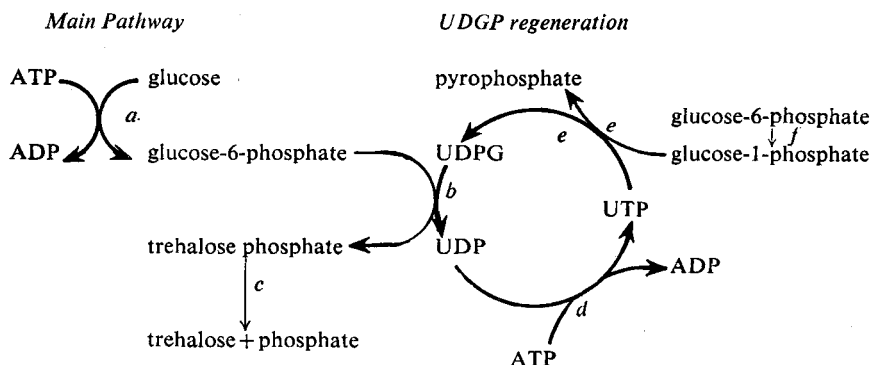 Main Pathway
UDGP regeneration
ATP
glucose
a.
ADP
glucose-6-phosphate
pyrophosphate
e
e
glucose-6-phosphate
f
glucose-1-phosphate
UDPG
b
UTP
trehalose phosphate
UDP
ADP
c
d
trehalose + phosphate
ATP